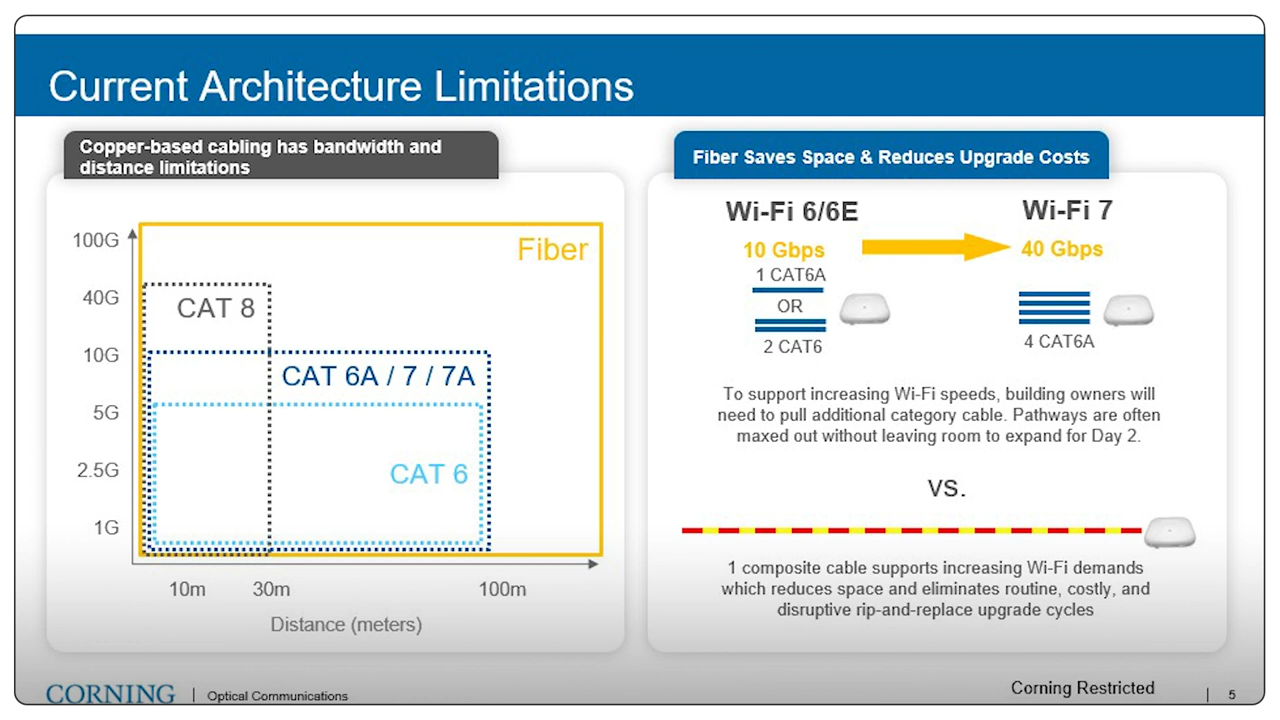 Current Architecture Limitations
Copper-based cabling has bandwidth and
distance limitations
100G
40G
10G
5G
2.5G
1G
Fiber
CAT 8
CAT 6A / 7 / 7A
CAT 6
10m
30m
100m
Distance (meters)
Fiber Saves Space & Reduces Upgrade Costs
Wi-Fi 6/6E
10 Gbps
1 CAT6A
OR
2 CAT6
Wi-Fi 7
40 Gbps
4 CAT6A
To support increasing Wi-Fi speeds, building owners will
need to pull additional category cable. Pathways are often
maxed out without leaving room to expand for Day 2.
VS.
1 composite cable supports increasing Wi-Fi demands
which reduces space and eliminates routine, costly, and
disruptive rip-and-replace upgrade cycles
CORNING | Optical Communications
Corning Restricted | 5